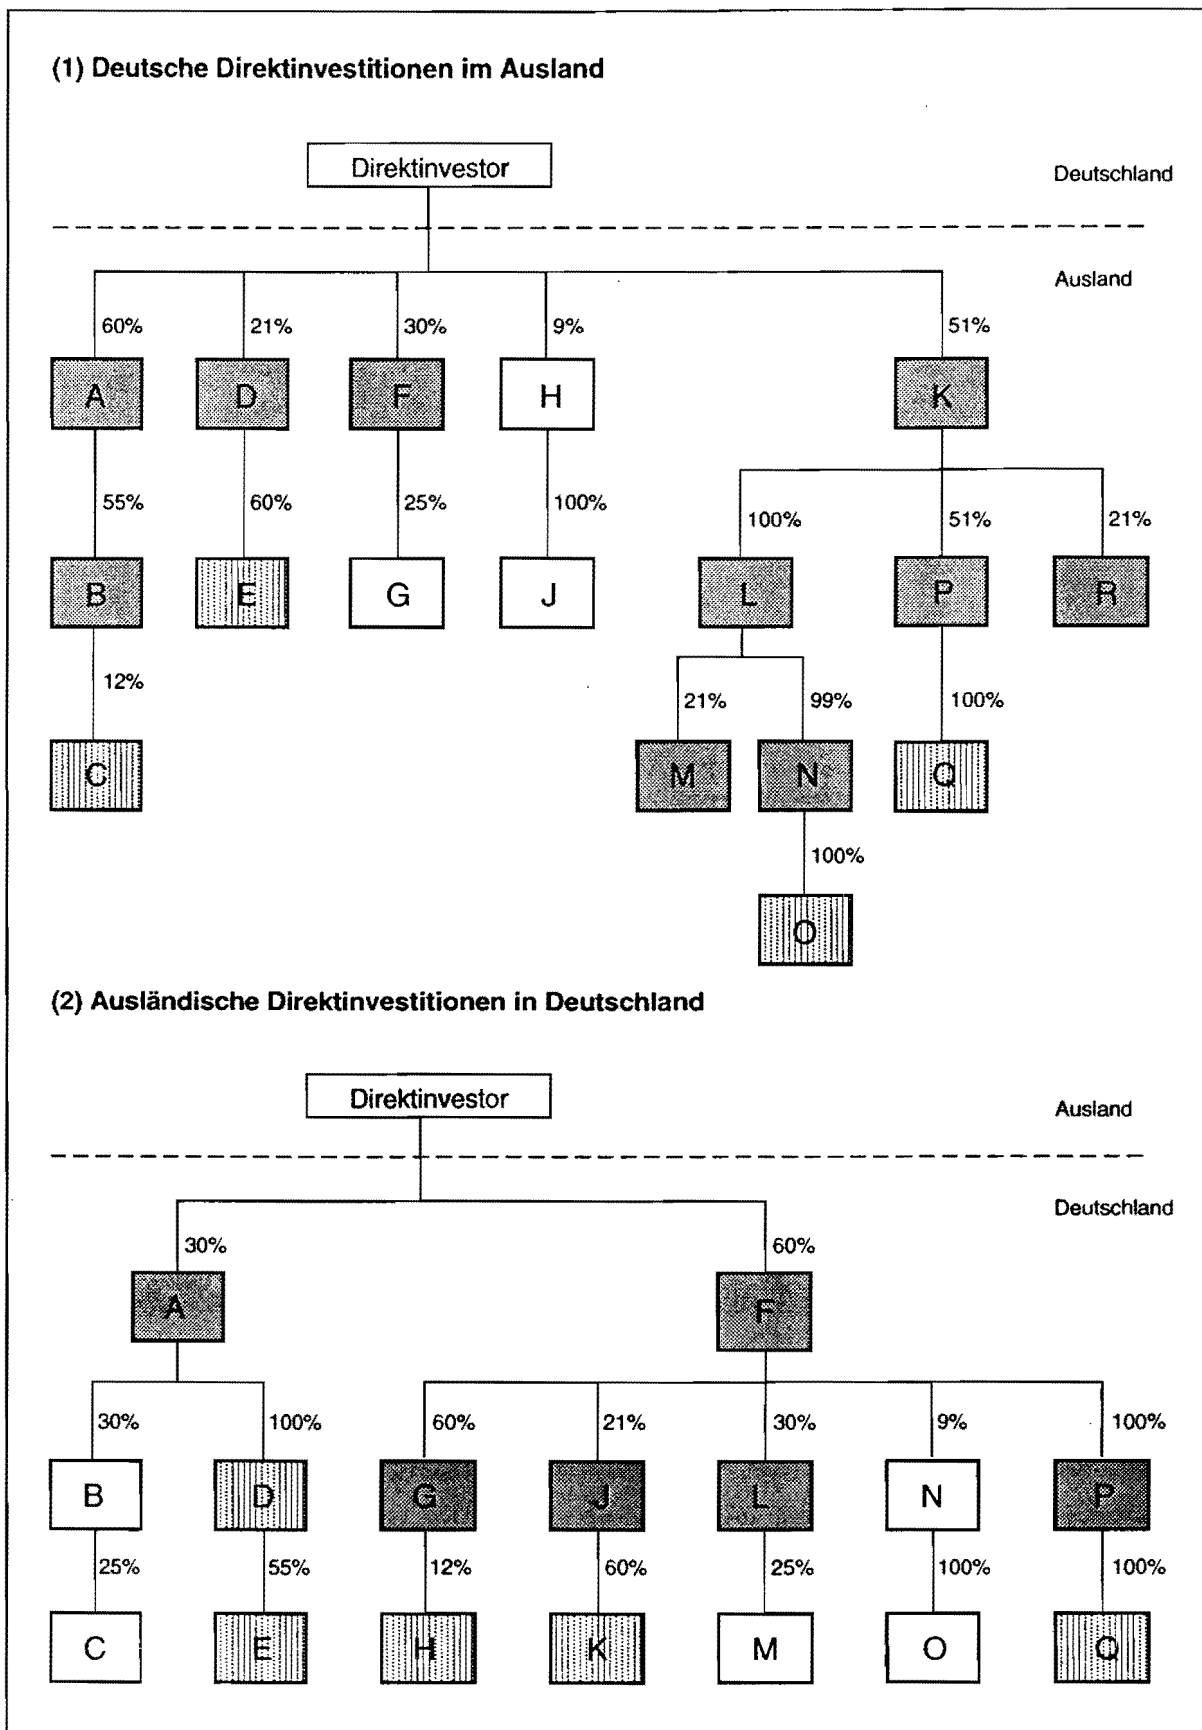 (1) Deutsche Direktinvestitionen im Ausland
Direktinvestor
Deutschland
Ausland
60% 21% 30% 9% 51%
A D F H K
55% 60% 25% 100% 100% 51% 21%
B E G J L P R
12% 21% 99% 100%
C M N Q
100%
O
(2) Ausländische Direktinvestitionen in Deutschland
Direktinvestor
Ausland
Deutschland
30% 60%
A F
30% 100% 60% 21% 30% 9% 100%
B D G J L N P
25% 55% 12% 60% 25% 100% 100%
C E H K M O Q